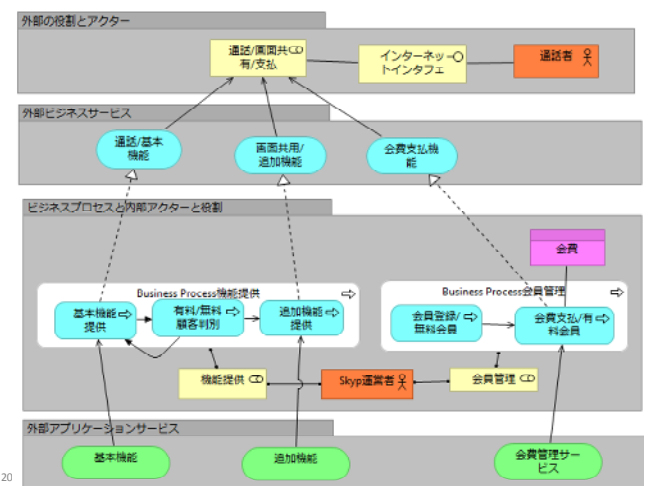 外部の役割とアクター
通話/画面共
有/支払
インターネッ
トインタフェ
通話者
外部ビジネスサービス
通話/基本
機能
画面共用/
追加機能
会費支払機
能
ビジネスプロセスと内部アクターと役割
会費
Business Process機能提供
Business Process会員管理
基本機能
提供
有料/無料
顧客判別
追加機能
提供
会員登録/
無料会員
会費支払/有
料会員
機能提供
Skyp運営者
会員管理
外部アプリケーションサービス
基本機能
追加機能
会費管理サー
ビス
20